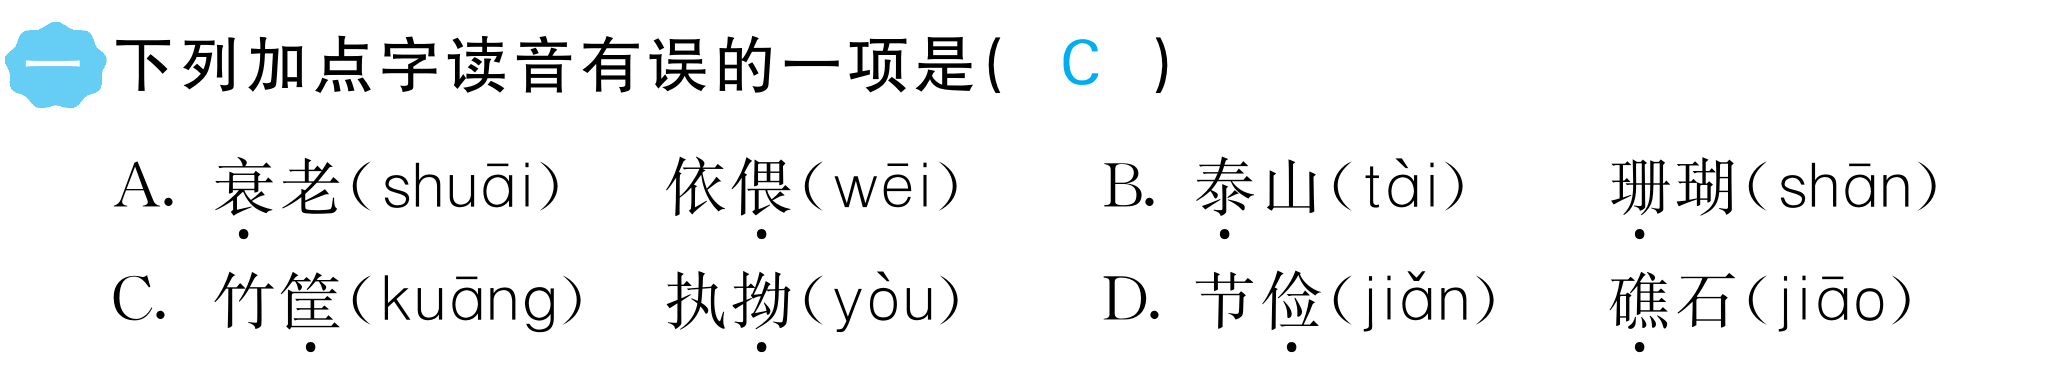 一 下列加点字读音有误的一项是( C )
A. 衰老(shuāi) 依偎(wēi) B. 泰山(tài) 珊瑚(shān)
C. 竹筐(kuāng) 执拗(yòu) D. 节俭(jiǎn) 礁石(jiāo)